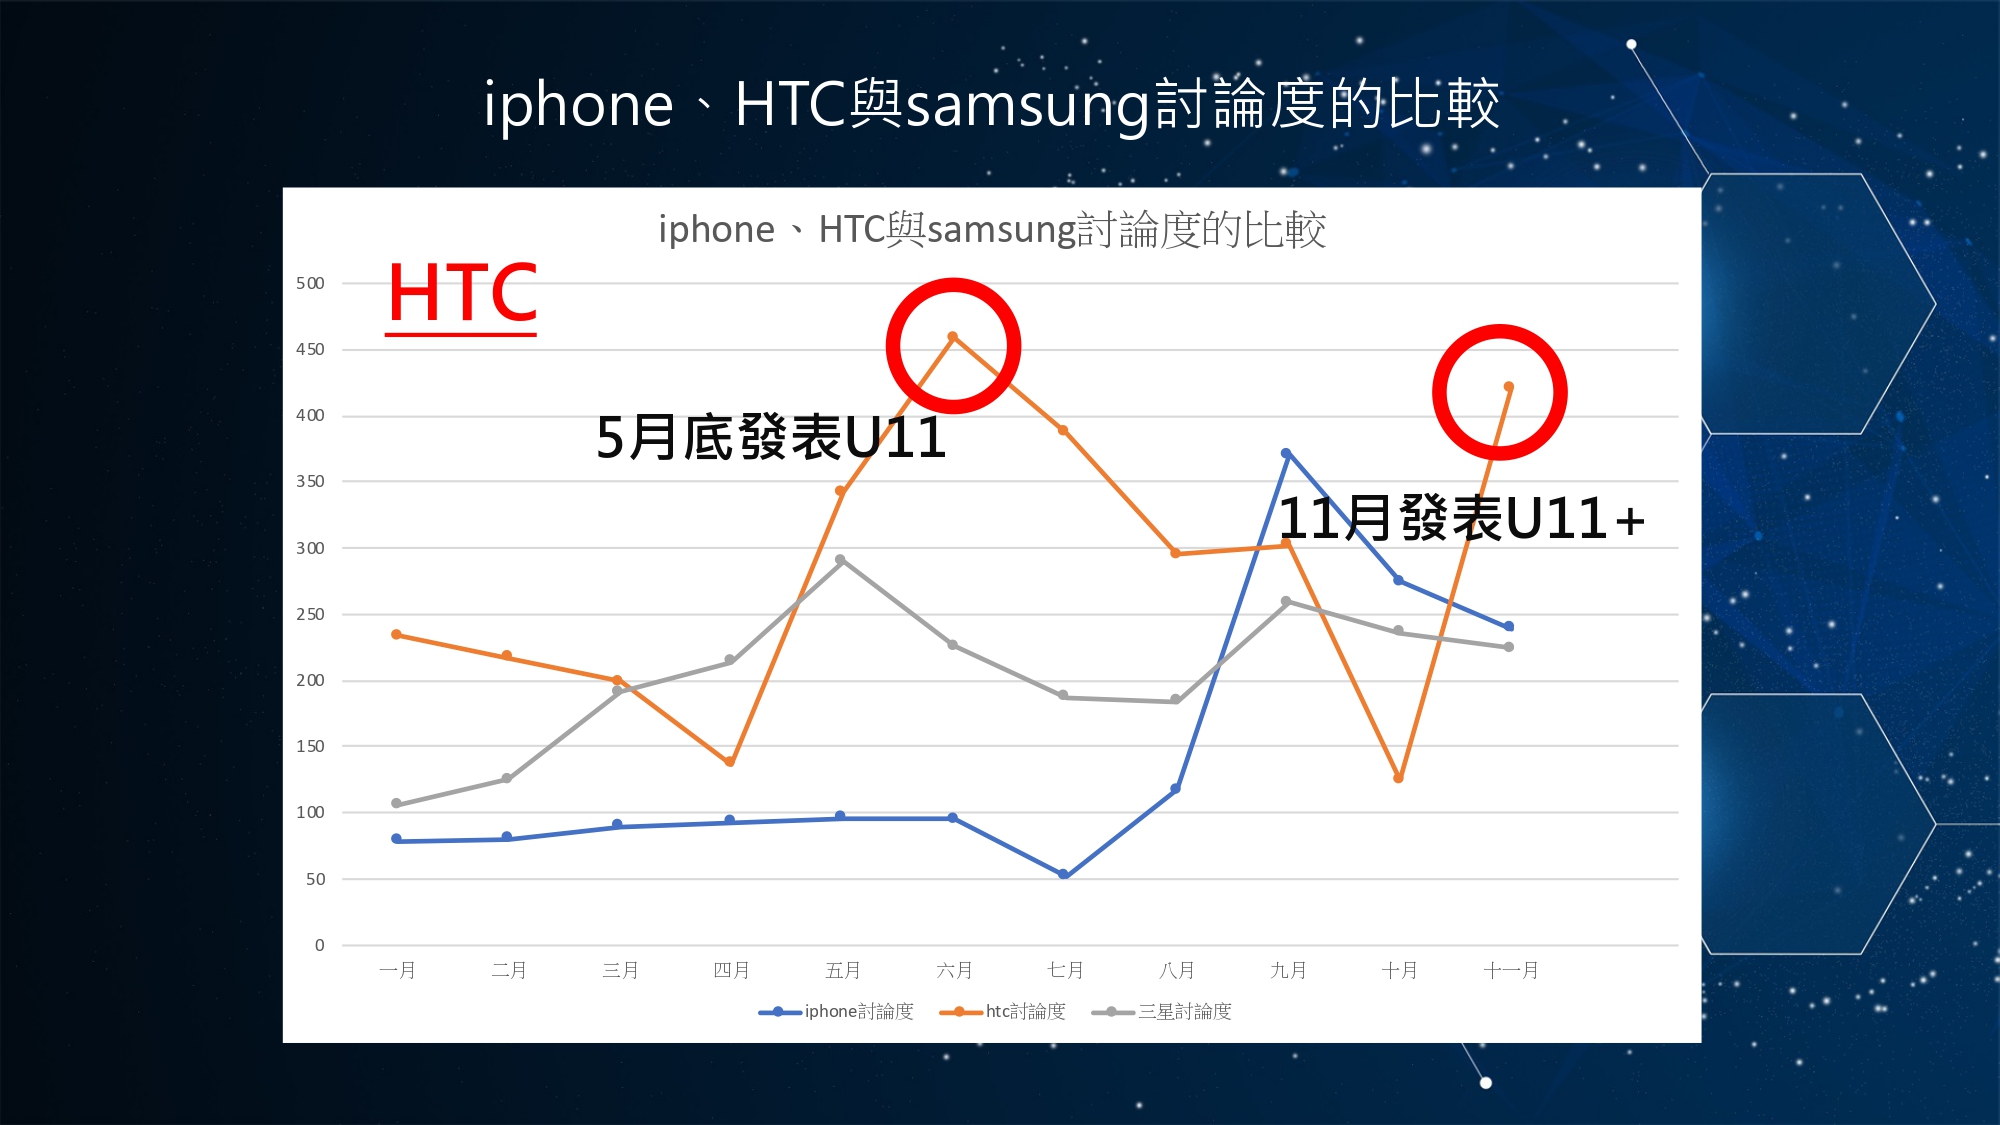 iphone、HTC與samsung討論度的比較
iphone、HTC與samsung討論度的比較
HTC
500
450
400
350
300
250
200
150
100
50
0
5月底發表U11
11月發表U11+
一月 二月 三月 四月 五月 六月 七月 八月 九月 十月 十一月
iphone討論度 htc討論度 三星討論度